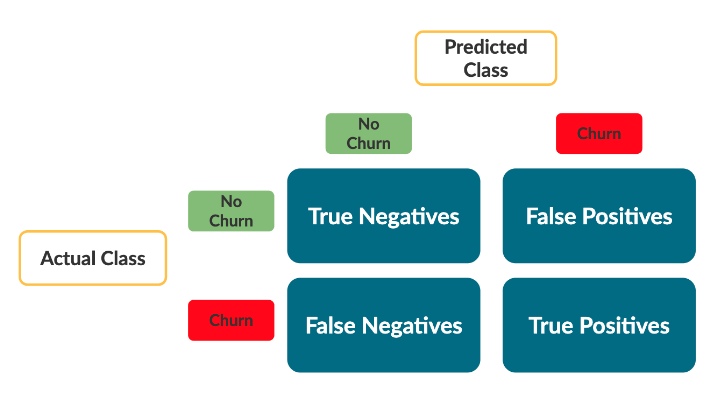 Predicted
Class
No
Churn
Churn
No
Churn
True Negatives
False Positives
Actual Class
Churn
False Negatives
True Positives